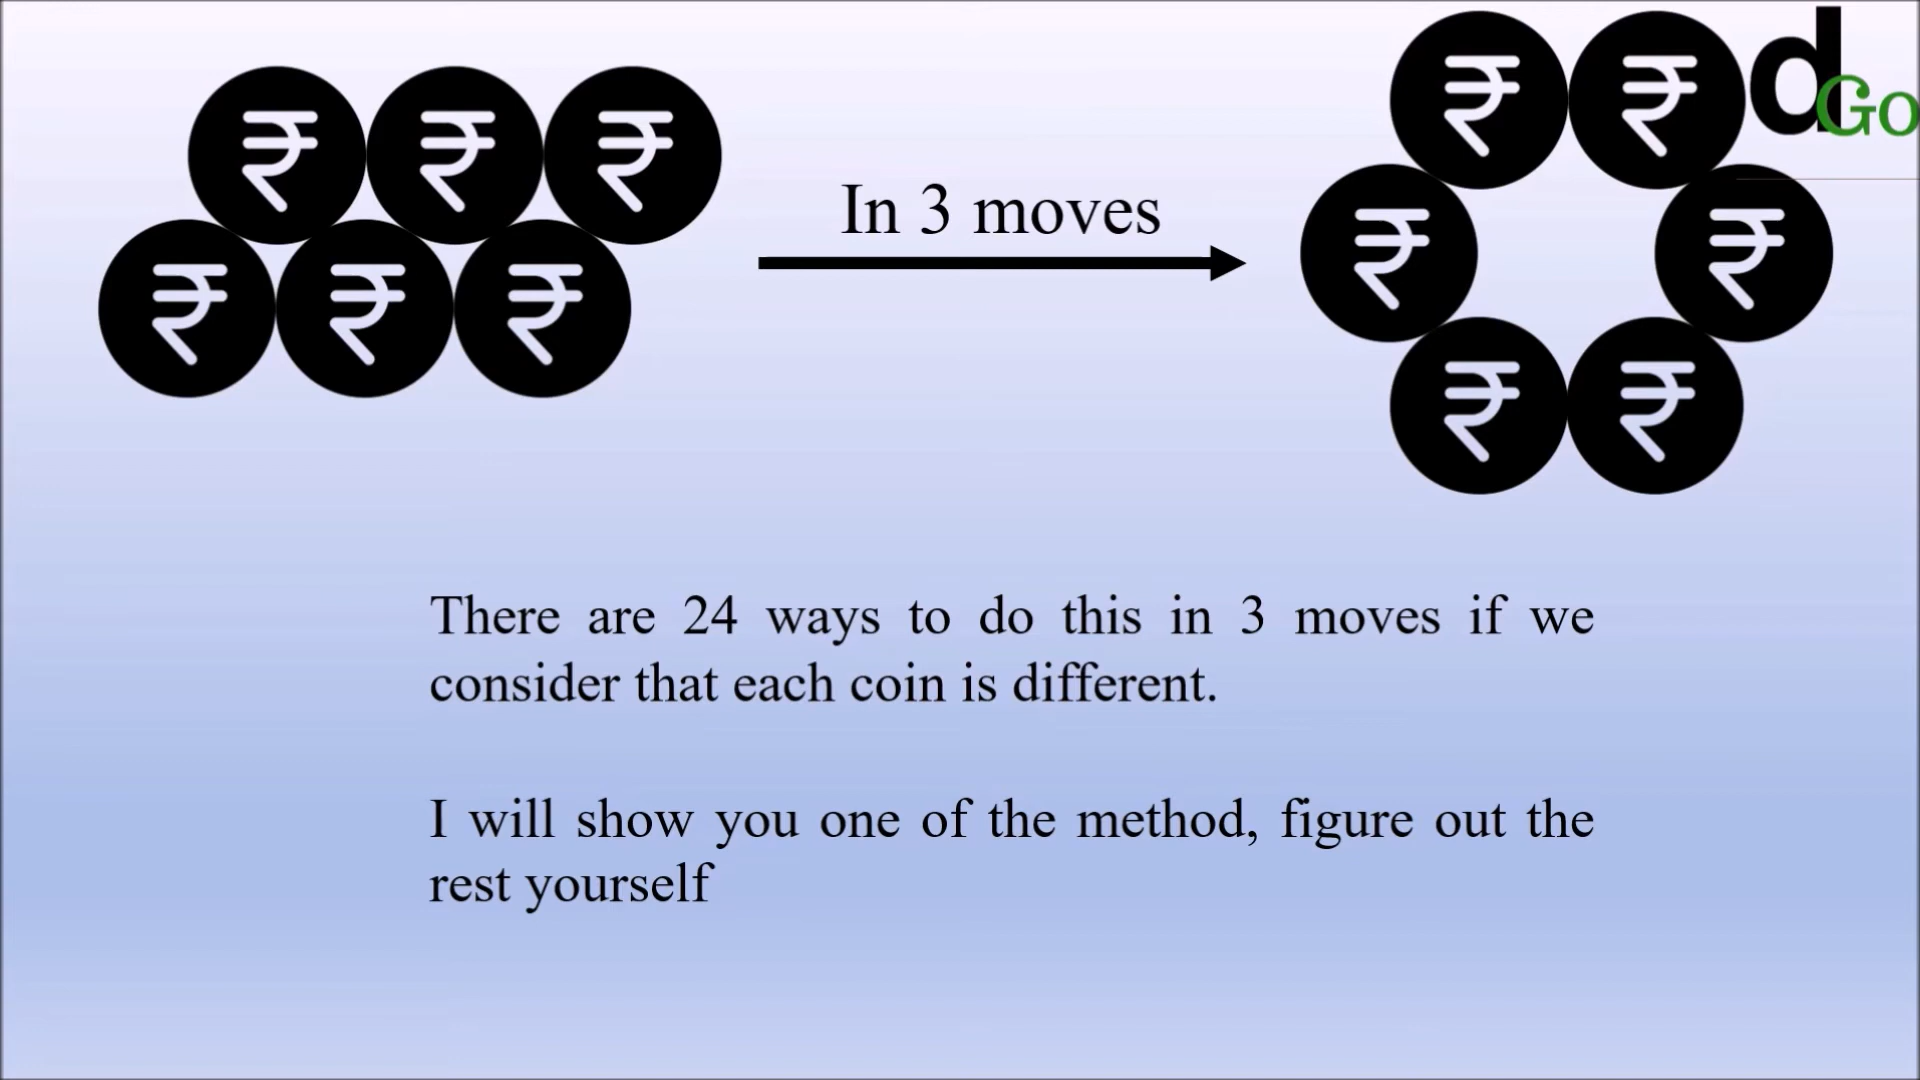 ₹ ₹ ₹
₹ ₹ ₹
In 3 moves
₹ ₹
₹ ₹
₹ ₹
d
Go
There are 24 ways to do this in 3 moves if we
consider that each coin is different.
I will show you one of the method, figure out the
rest yourself